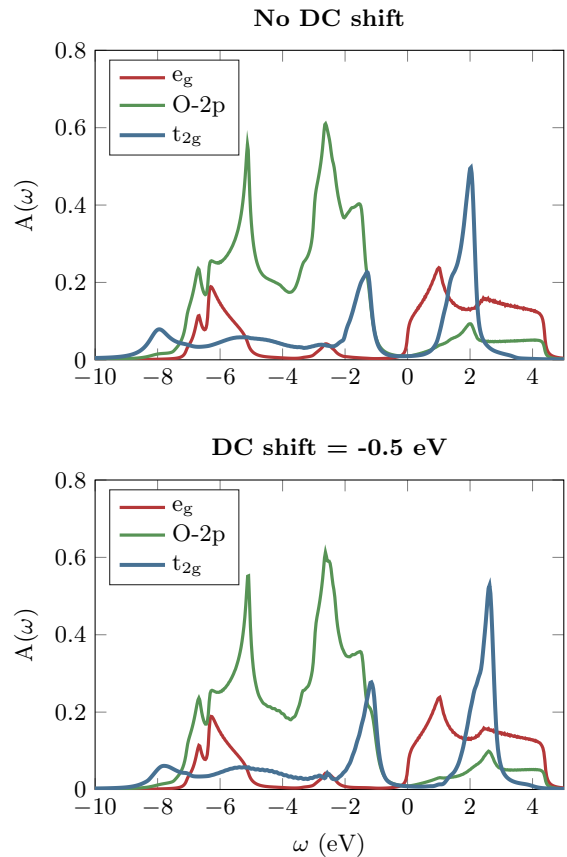 No DC shift
0.8
0.6
0.4
0.2
0
A(ω)
e_g
O-2p
t_2g
−10 −8 −6 −4 −2 0 2 4
DC shift = -0.5 eV
0.8
0.6
0.4
0.2
0
A(ω)
e_g
O-2p
t_2g
−10 −8 −6 −4 −2 0 2 4
ω (eV)